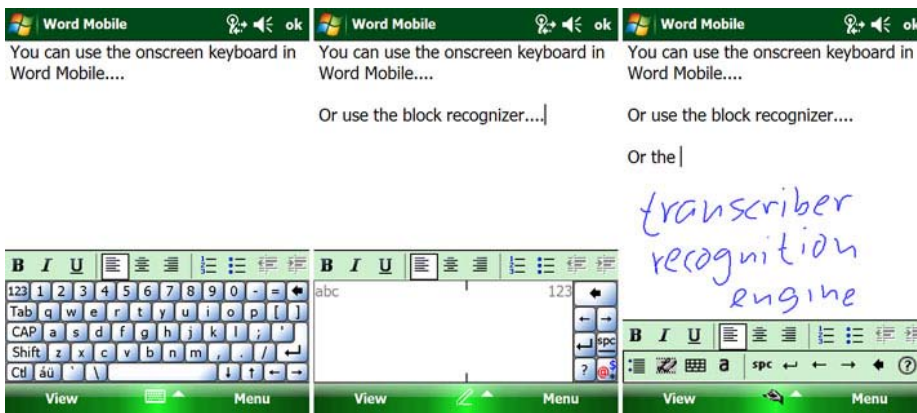 Word Mobile ok
You can use the onscreen keyboard in
Word Mobile....
B I U
123 1 2 3 4 5 6 7 8 9 0 - =
Tab q w e r t y u i o p [ ]
CAP a s d f g h j k l ; '
Shift z x c v b n m , . /
Ctl áü ` \
View Menu
Word Mobile ok
You can use the onscreen keyboard in
Word Mobile....
Or use the block recognizer....
B I U
abc 123
spc
? @ $
View Menu
Word Mobile ok
You can use the onscreen keyboard in
Word Mobile....
Or use the block recognizer....
Or the
transcriber
recognition
engine
B I U
a spc ?
View Menu